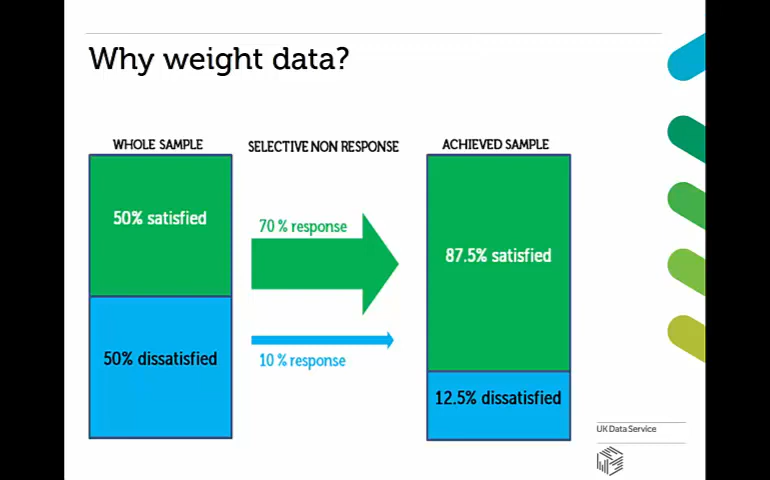 Why weight data?
WHOLE SAMPLE
SELECTIVE NON RESPONSE
ACHIEVED SAMPLE
50% satisfied
70 % response
87.5% satisfied
50% dissatisfied
10 % response
12.5% dissatisfied
UK Data Service